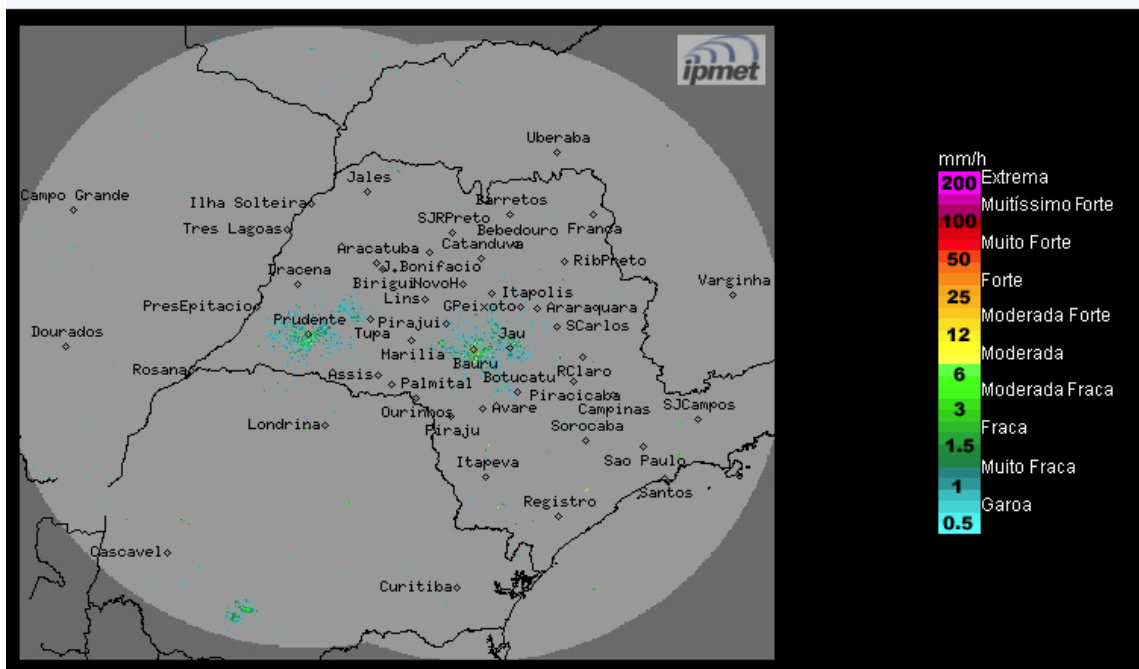 ipmet
Uberaba
Campo Grande
Jales
Ilha Solteira
Barretos
SJRPreto
Tres Lagoas
Bebedouro
Franca
Aracatuba
Catanduva
J.Bonifacio
RibPreto
Dracena
Birigui
NovoH
Varginha
Lins
Itapolis
PresEpitacio
GPeixoto
Araraquara
Prudente
Pirajui
SCarlos
Dourados
Tupa
Jau
Marilia
Bauru
Rosana
Assis
Botucatu
RClaro
Palmital
Piracicaba
Ourinhos
Avare
Campinas
SJCampos
Londrina
Piraju
Sorocaba
Itapeva
Sao Paulo
Registro
Santos
Cascavel
Curitiba
mm/h
200 Extrema
Muitíssimo Forte
100
Muito Forte
50
Forte
25
Moderada Forte
12
Moderada
6
Moderada Fraca
3
Fraca
1.5
Muito Fraca
1
Garoa
0.5